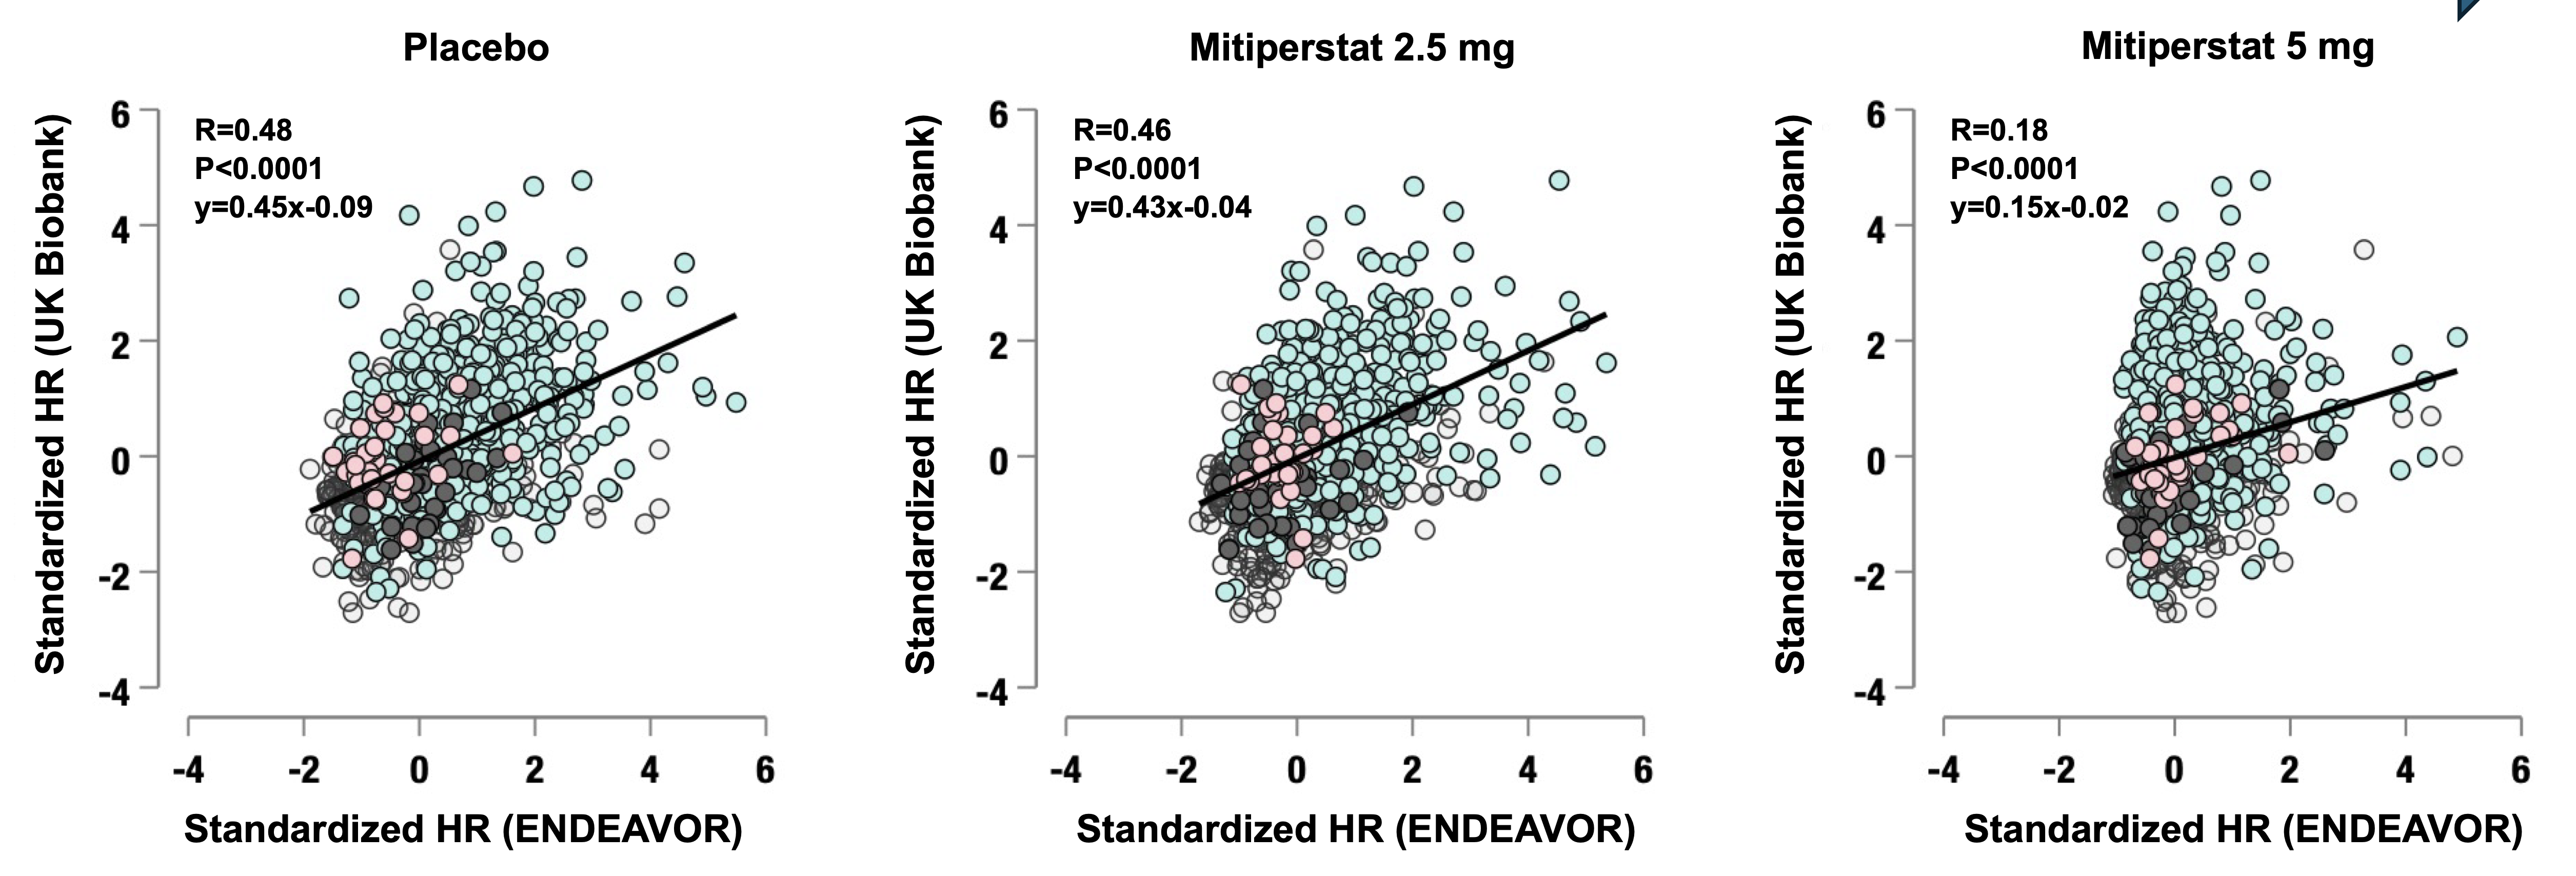 Placebo
Standardized HR (UK Biobank)
6
4
2
0
-2
-4
R=0.48
P<0.0001
y=0.45x-0.09
-4 -2 0 2 4 6
Standardized HR (ENDEAVOR)
Mitiperstat 2.5 mg
Standardized HR (UK Biobank)
6
4
2
0
-2
-4
R=0.46
P<0.0001
y=0.43x-0.04
-4 -2 0 2 4 6
Standardized HR (ENDEAVOR)
Mitiperstat 5 mg
Standardized HR (UK Biobank)
6
4
2
0
-2
-4
R=0.18
P<0.0001
y=0.15x-0.02
-4 -2 0 2 4 6
Standardized HR (ENDEAVOR)